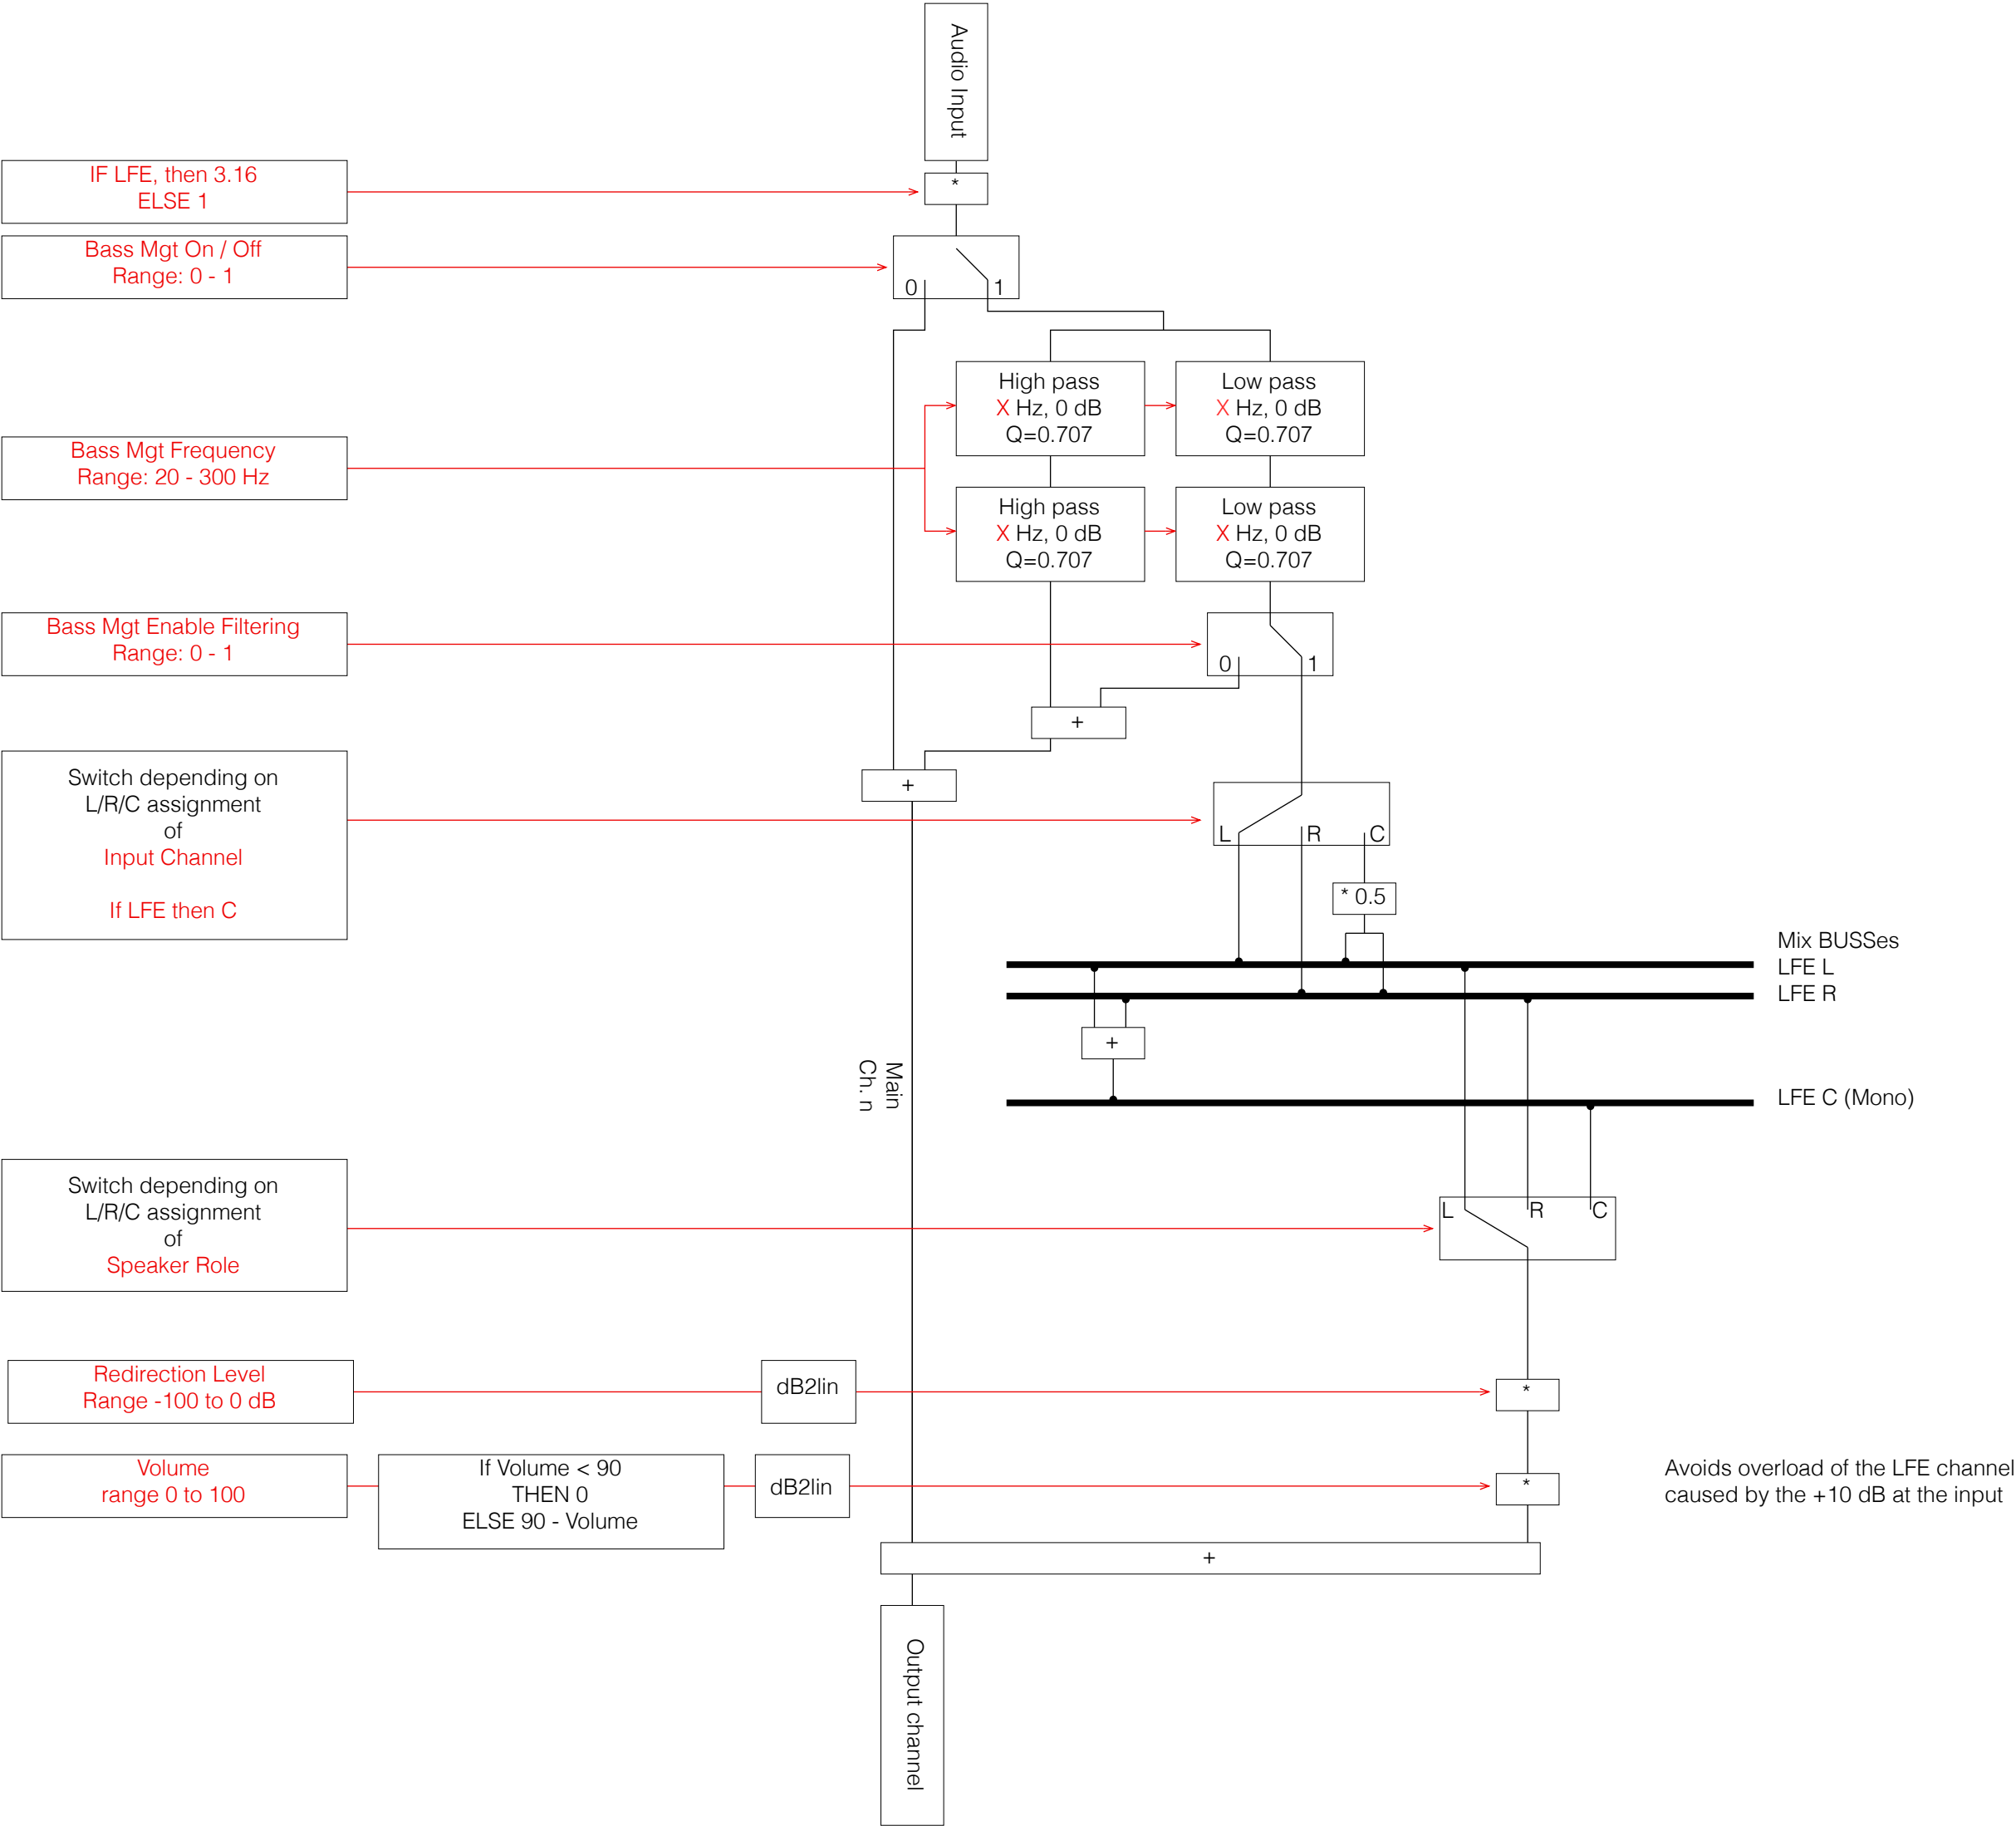 Audio Input
IF LFE, then 3.16
ELSE 1
*
Bass Mgt On / Off
Range: 0 - 1
0
1
High pass
X Hz, 0 dB
Q=0.707
Low pass
X Hz, 0 dB
Q=0.707
Bass Mgt Frequency
Range: 20 - 300 Hz
High pass
X Hz, 0 dB
Q=0.707
Low pass
X Hz, 0 dB
Q=0.707
Bass Mgt Enable Filtering
Range: 0 - 1
0
1
+
+
Switch depending on
L/R/C assignment
of
Input Channel
If LFE then C
L
R
C
* 0.5
Mix BUSSes
LFE L
LFE R
+
Main
Ch. n
LFE C (Mono)
Switch depending on
L/R/C assignment
of
Speaker Role
L
R
C
Redirection Level
Range -100 to 0 dB
dB2lin
*
Volume
range 0 to 100
If Volume < 90
THEN 0
ELSE 90 - Volume
dB2lin
*
Avoids overload of the LFE channel
caused by the +10 dB at the input
+
Output channel